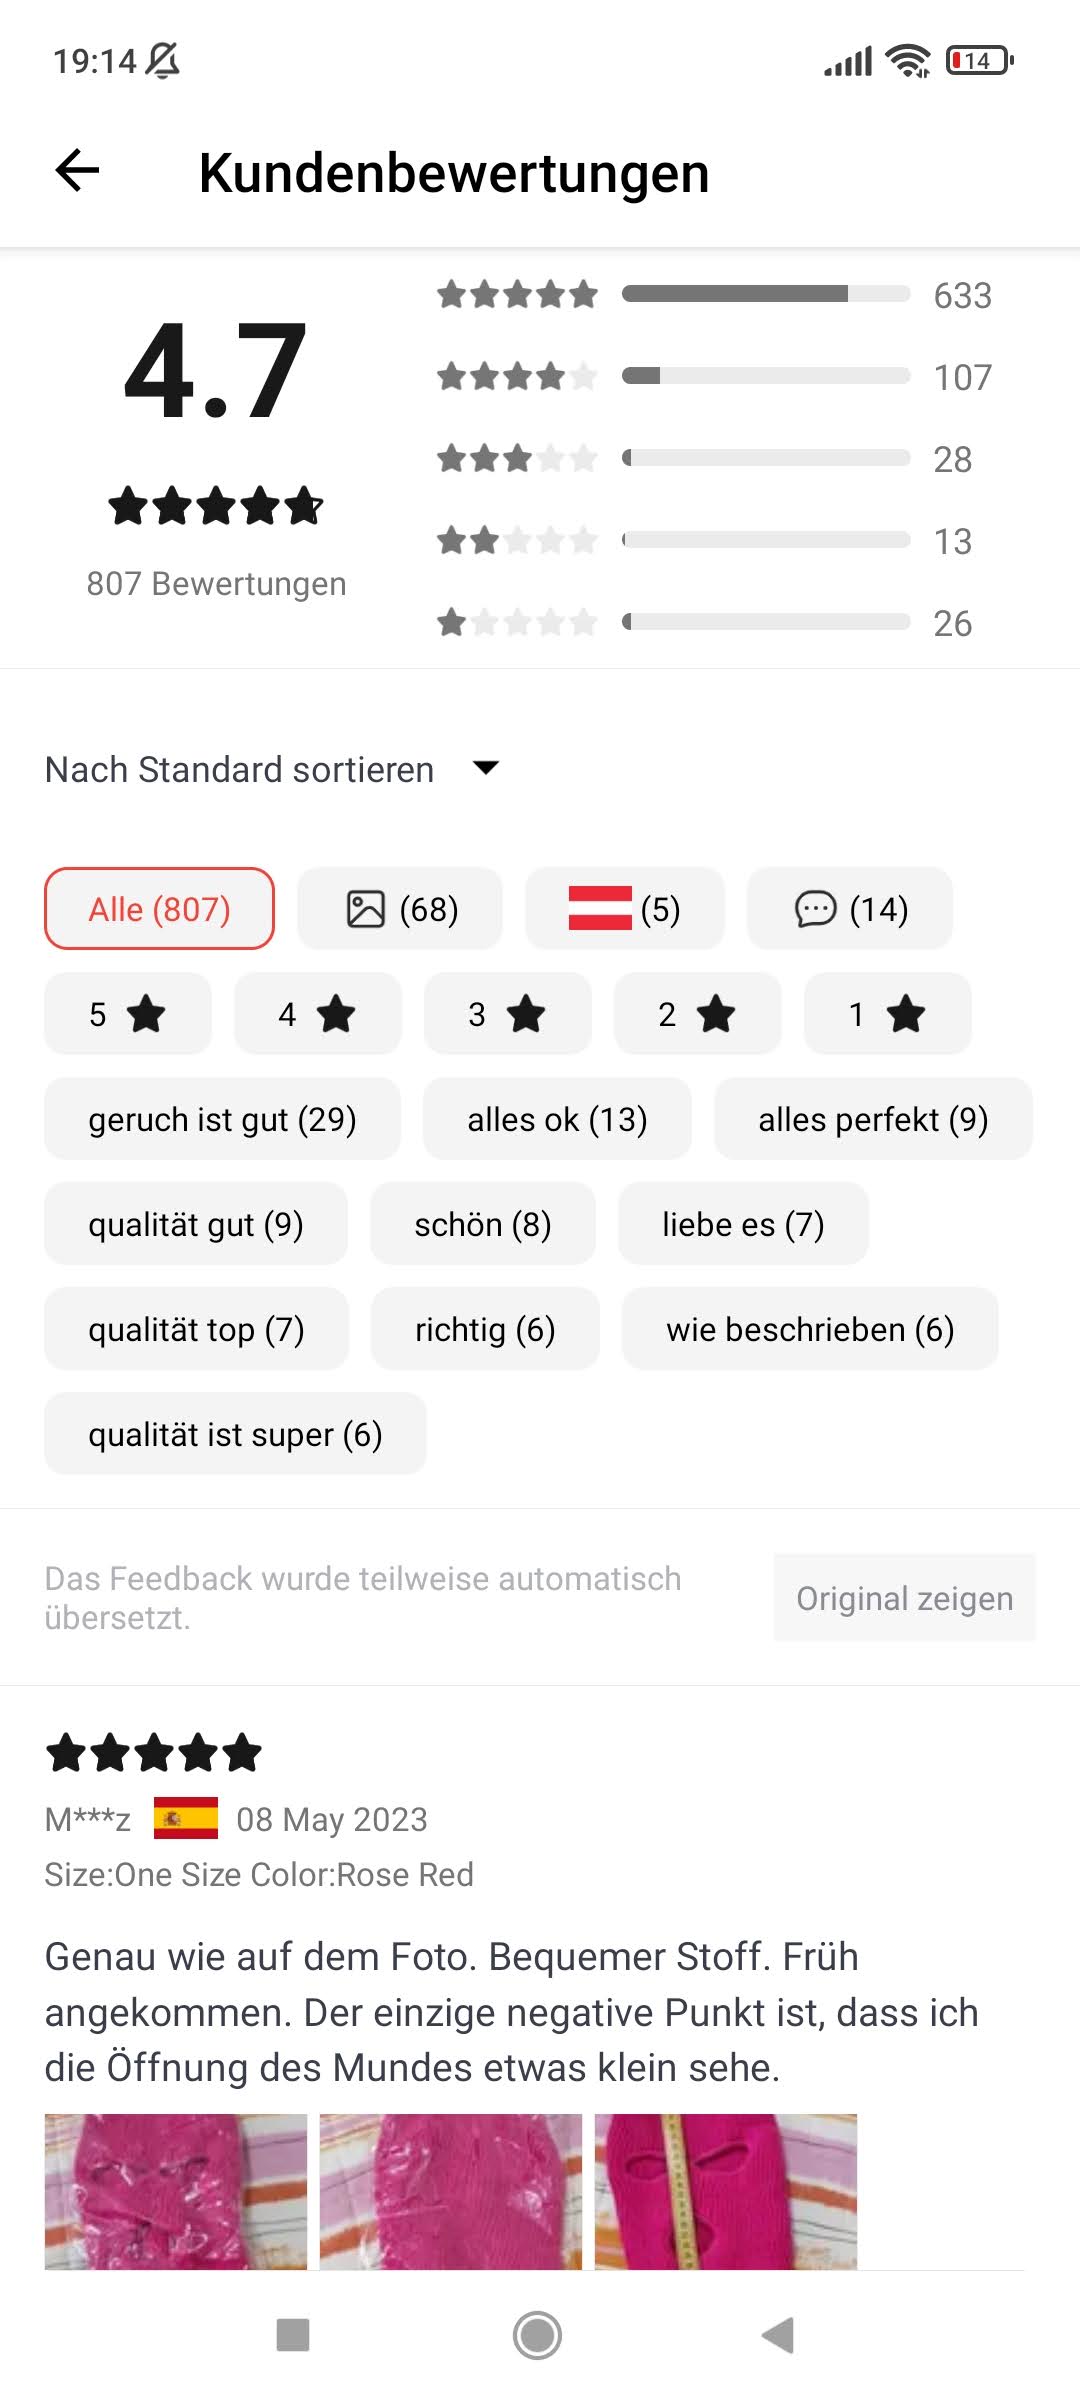 19:14
14
Kundenbewertungen
4.7
807 Bewertungen
633
107
28
13
26
Nach Standard sortieren
Alle (807)
(68)
(5)
(14)
5
4
3
2
1
geruch ist gut (29)
alles ok (13)
alles perfekt (9)
qualität gut (9)
schön (8)
liebe es (7)
qualität top (7)
richtig (6)
wie beschrieben (6)
qualität ist super (6)
Das Feedback wurde teilweise automatisch
übersetzt.
Original zeigen
M***z
08 May 2023
Size:One Size Color:Rose Red
Genau wie auf dem Foto. Bequemer Stoff. Früh
angekommen. Der einzige negative Punkt ist, dass ich
die Öffnung des Mundes etwas klein sehe.